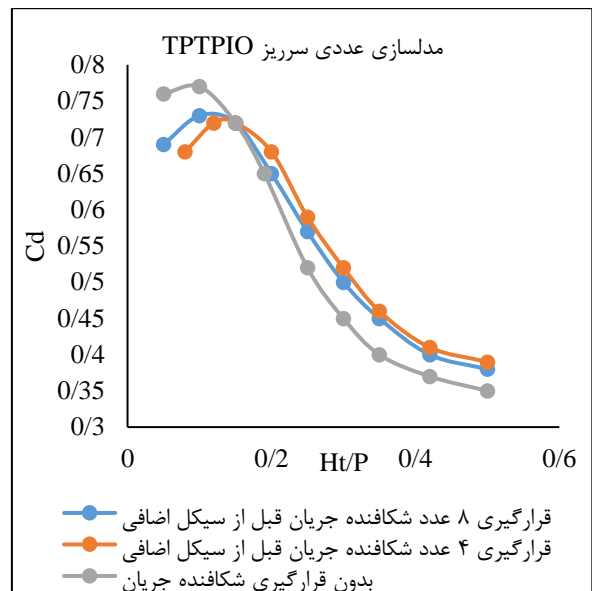 مدلسازی عددی سرریز TPTPIO
0/8
0/75
0/7
0/65
0/6
0/55
0/5
0/45
0/4
0/35
0/3
Cd
0
0/2
0/4
0/6
Ht/P
قرارگیری ۸ عدد شکافنده جریان قبل از سیکل اضافی
قرارگیری ۴ عدد شکافنده جریان قبل از سیکل اضافی
بدون قرارگیری شکافنده جریان